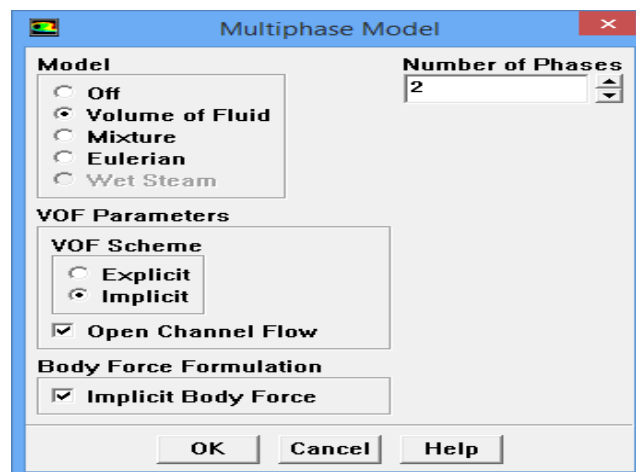 Multiphase Model
×
Model
Off
Volume of Fluid
Mixture
Eulerian
Wet Steam
Number of Phases
2
VOF Parameters
VOF Scheme
Explicit
Implicit
Open Channel Flow
Body Force Formulation
Implicit Body Force
OK Cancel Help